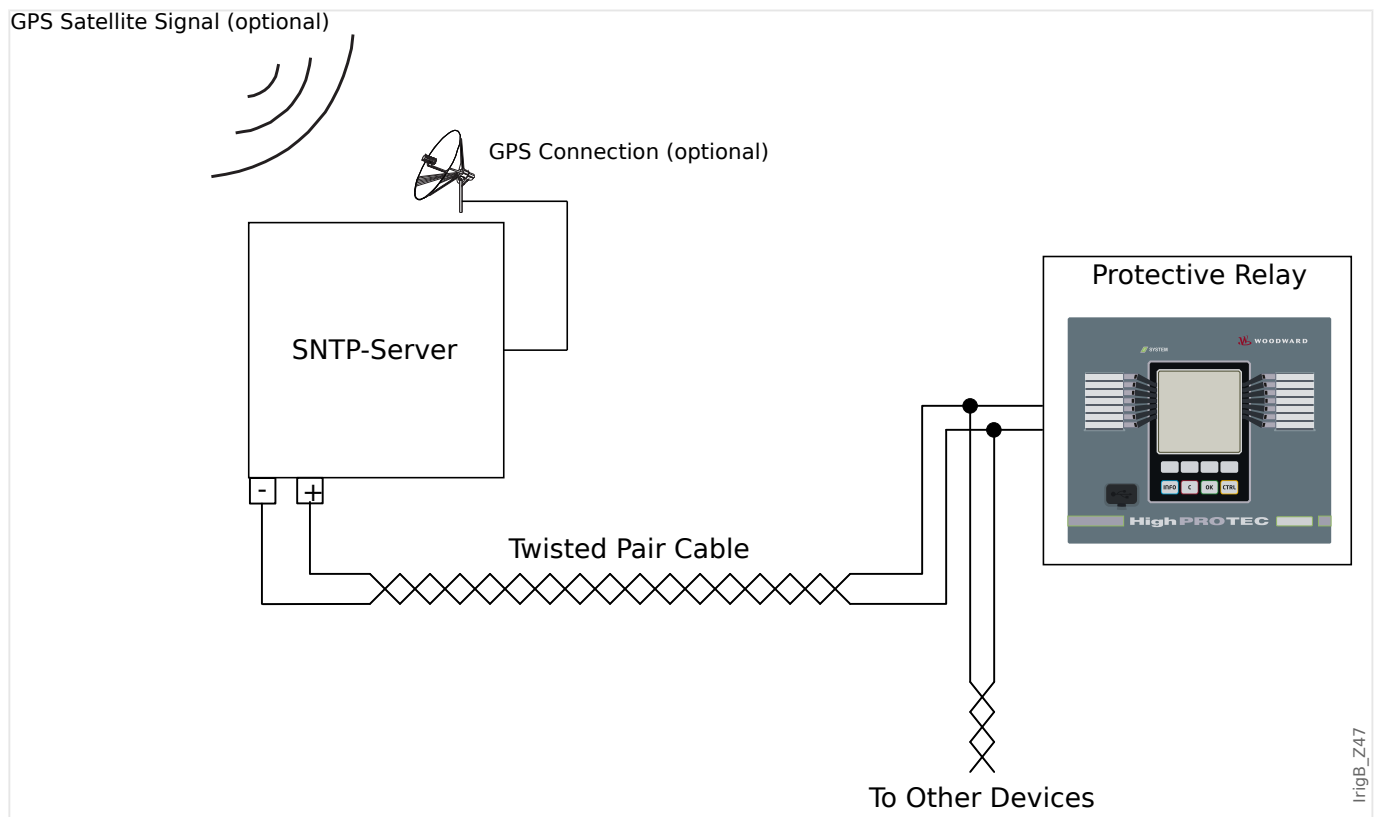 GPS Satellite Signal (optional)
GPS Connection (optional)
SNTP-Server
-
+
Twisted Pair Cable
Protective Relay
WOODWARD
SYSTEM
INFO C OK CTRL
HighPROTEC
To Other Devices
IrigB_Z47